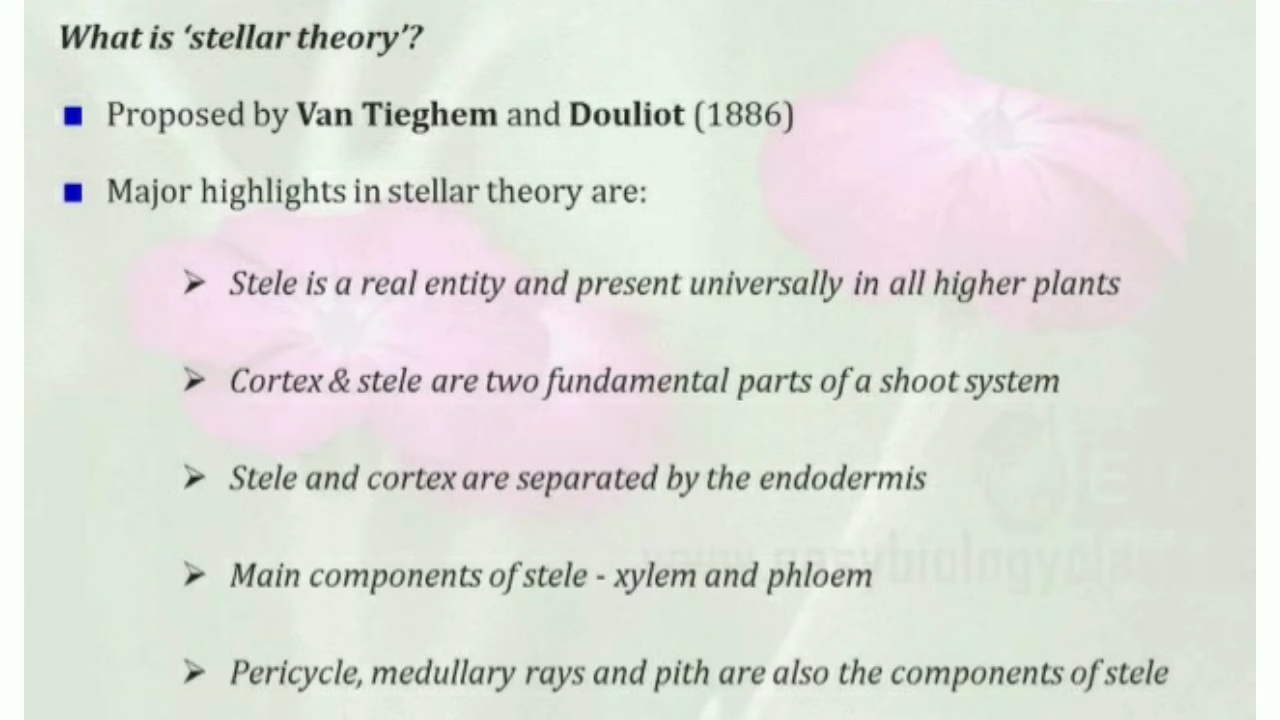 What is ‘stellar theory’?
Proposed by Van Tieghem and Douliot (1886)
Major highlights in stellar theory are:
Stele is a real entity and present universally in all higher plants
Cortex & stele are two fundamental parts of a shoot system
Stele and cortex are separated by the endodermis
Main components of stele - xylem and phloem
Pericycle, medullary rays and pith are also the components of stele